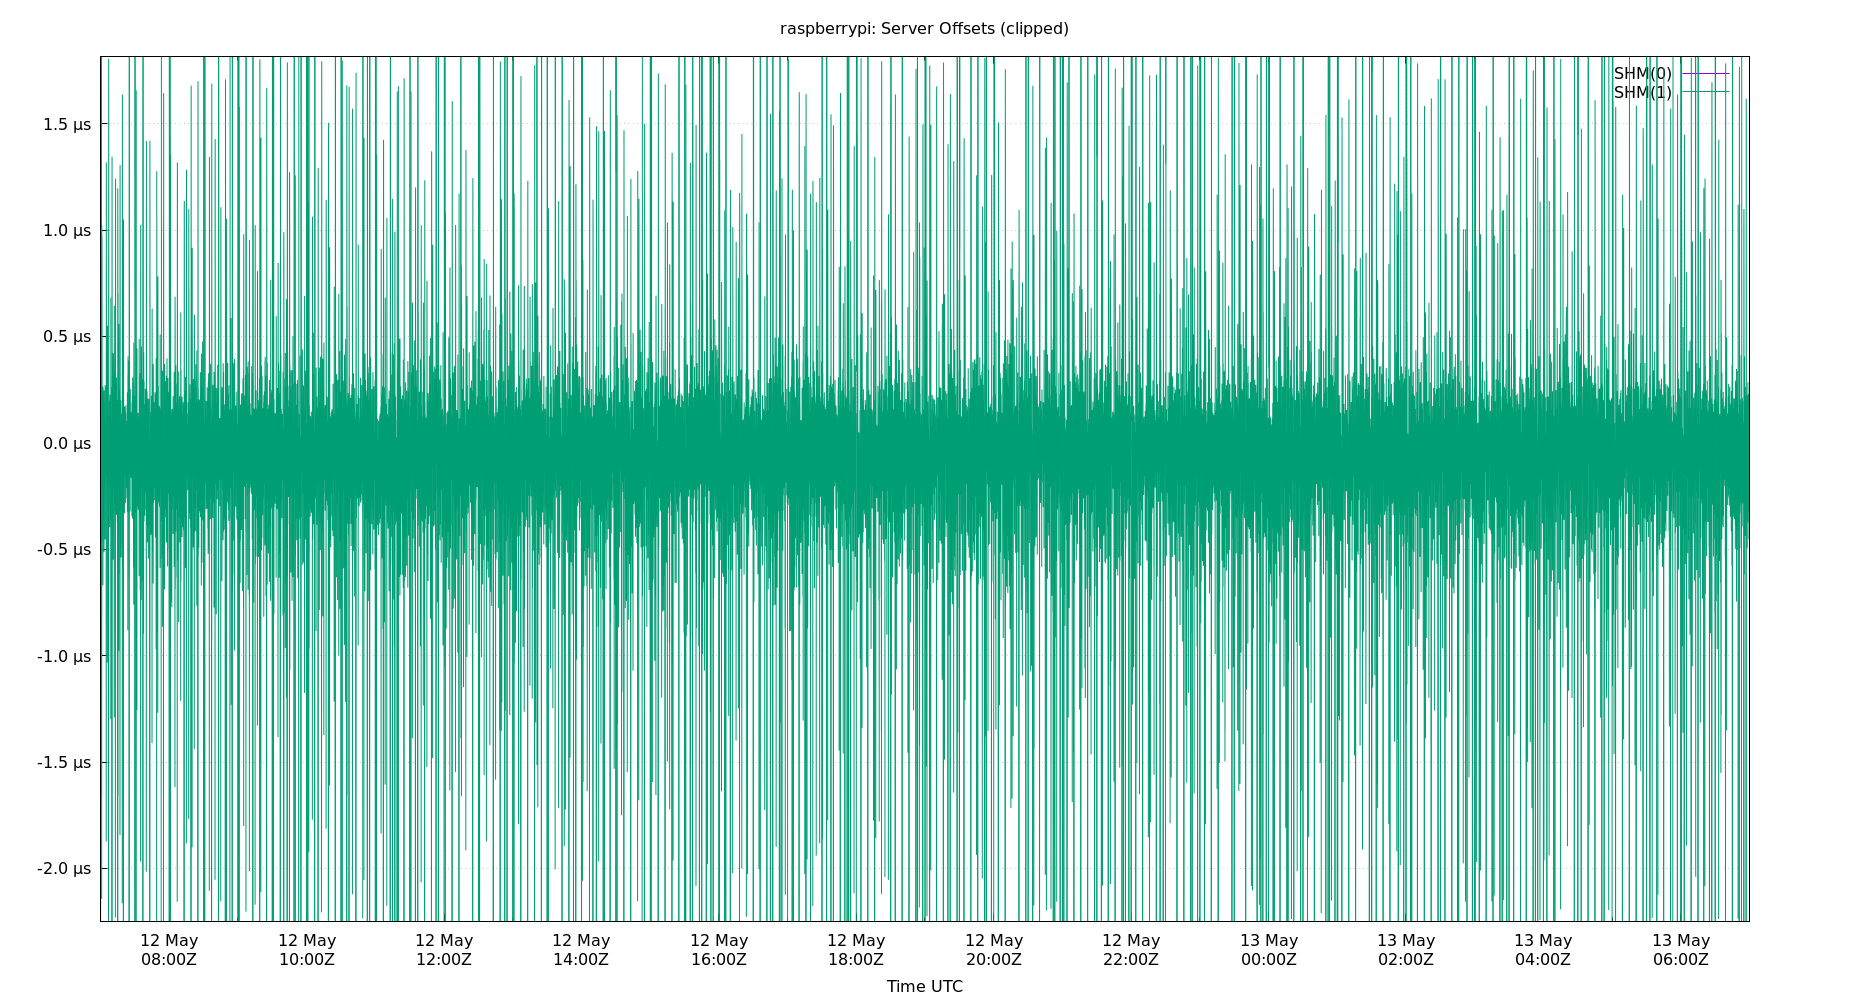 raspberrypi: Server Offsets (clipped)
SHM(0)
SHM(1)
1.5 µs
1.0 µs
0.5 µs
0.0 µs
-0.5 µs
-1.0 µs
-1.5 µs
-2.0 µs
12 May 12 May 12 May 12 May 12 May 12 May 12 May 12 May 13 May 13 May 13 May 13 May
08:00Z 10:00Z 12:00Z 14:00Z 16:00Z 18:00Z 20:00Z 22:00Z 00:00Z 02:00Z 04:00Z 06:00Z
Time UTC